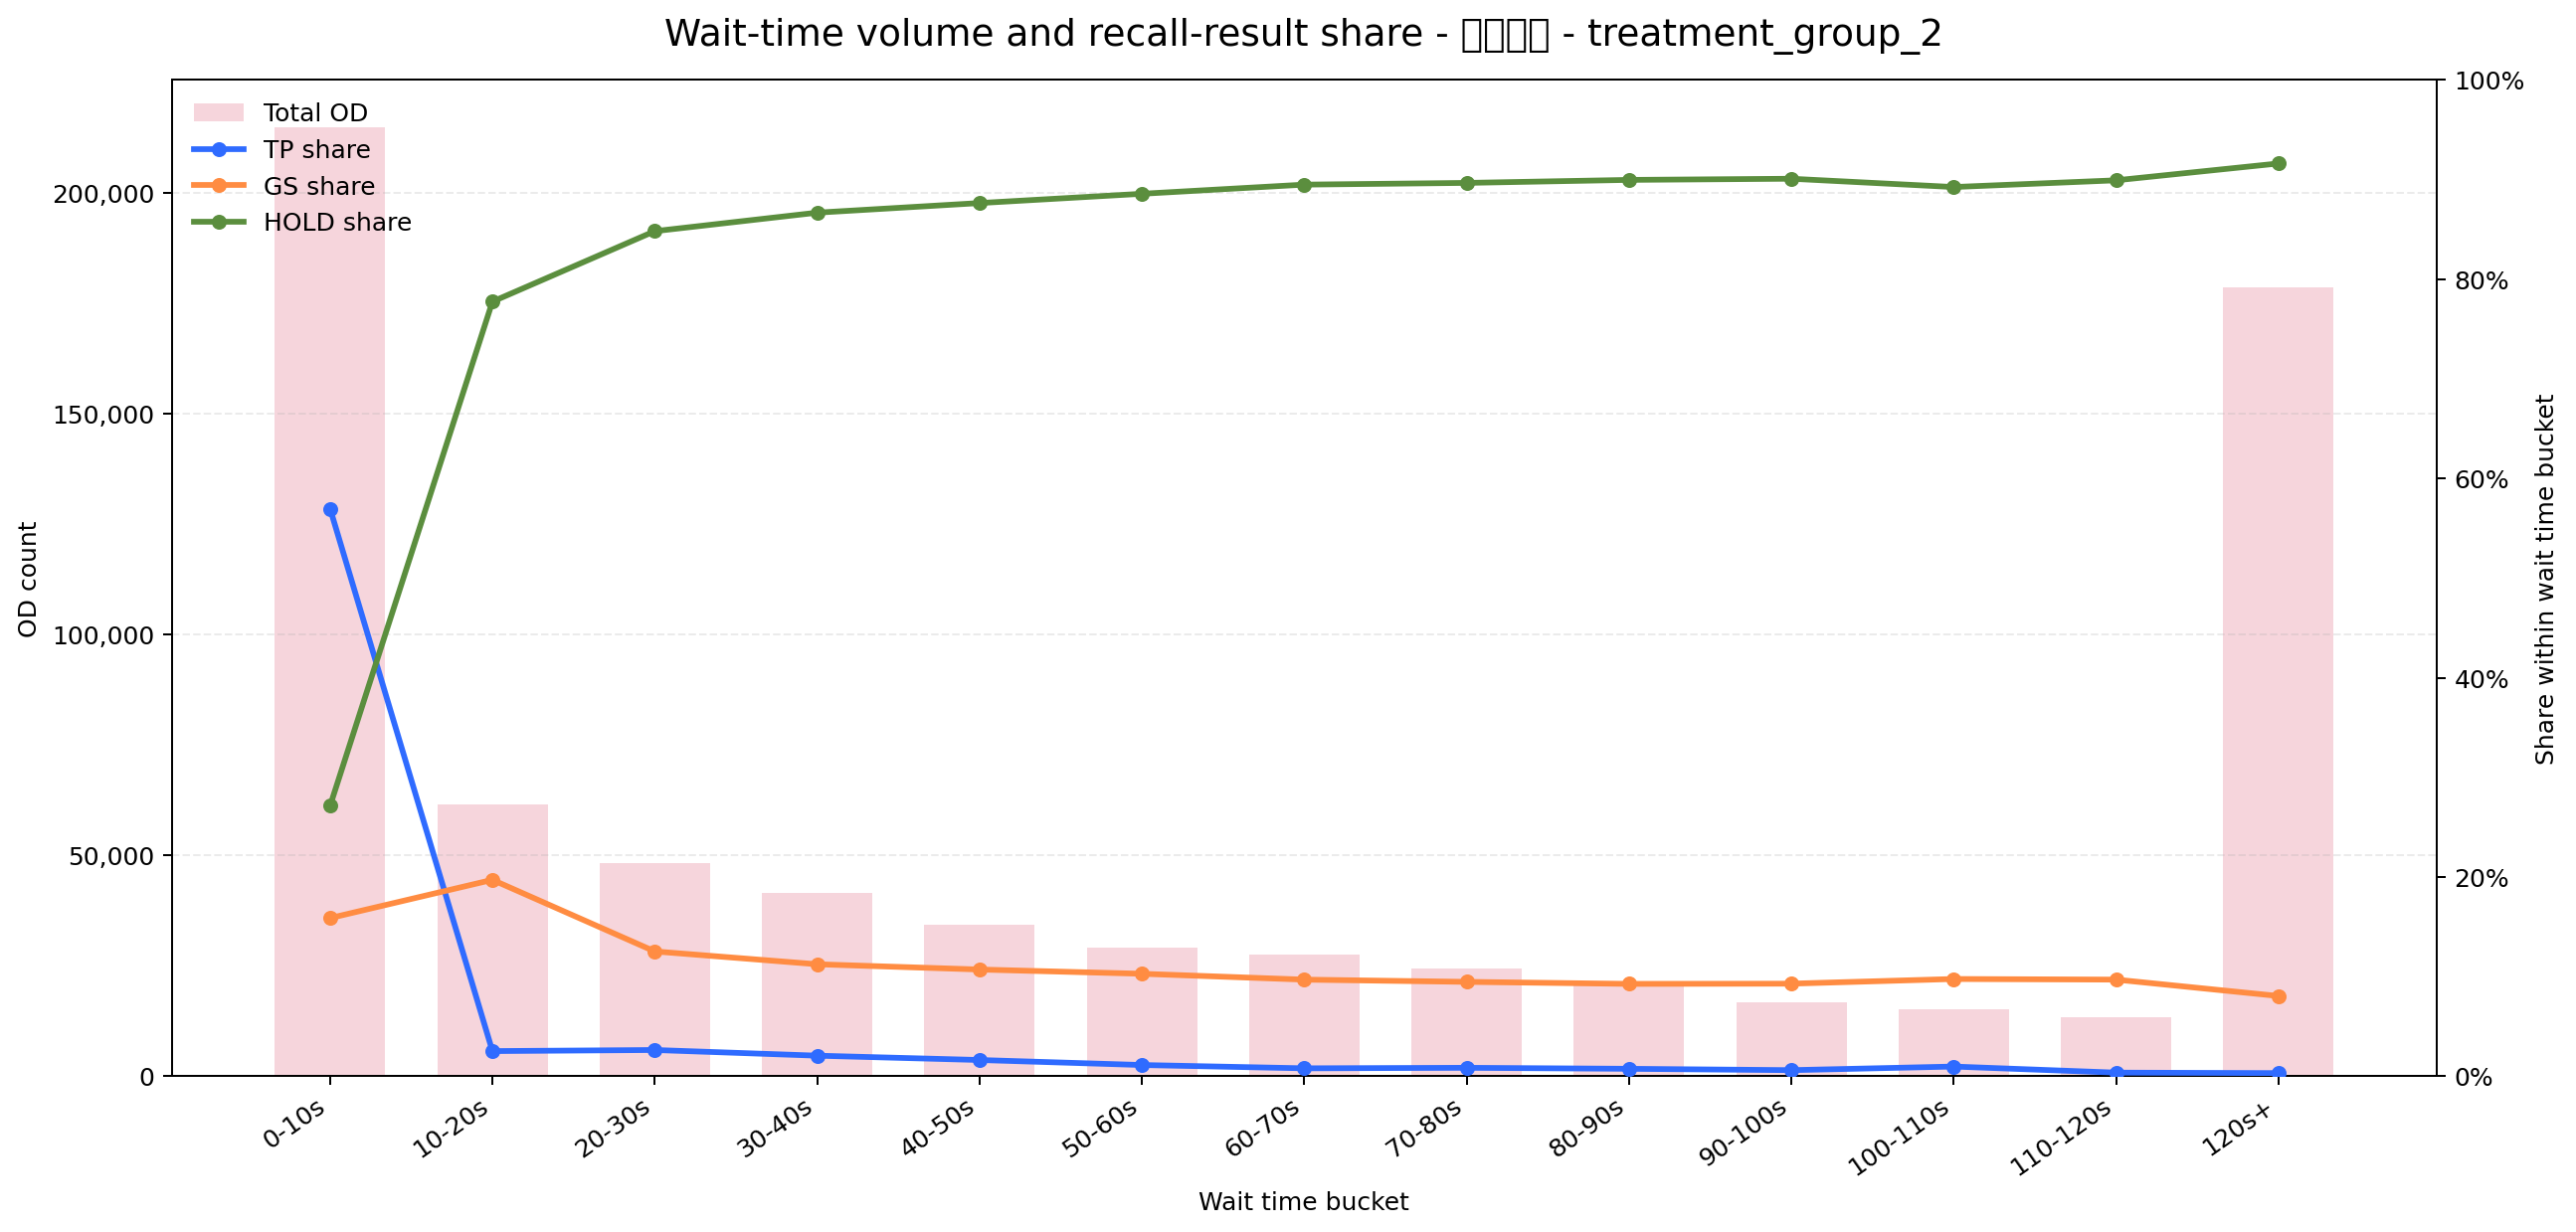 Wait-time volume and recall-result share - - treatment_group_2
Total OD
TP share
GS share
HOLD share
OD count
200,000
150,000
100,000
50,000
0
100%
80%
60%
40%
20%
0%
Share within wait time bucket
0-10s
10-20s
20-30s
30-40s
40-50s
50-60s
60-70s
70-80s
80-90s
90-100s
100-110s
110-120s
120s+
Wait time bucket